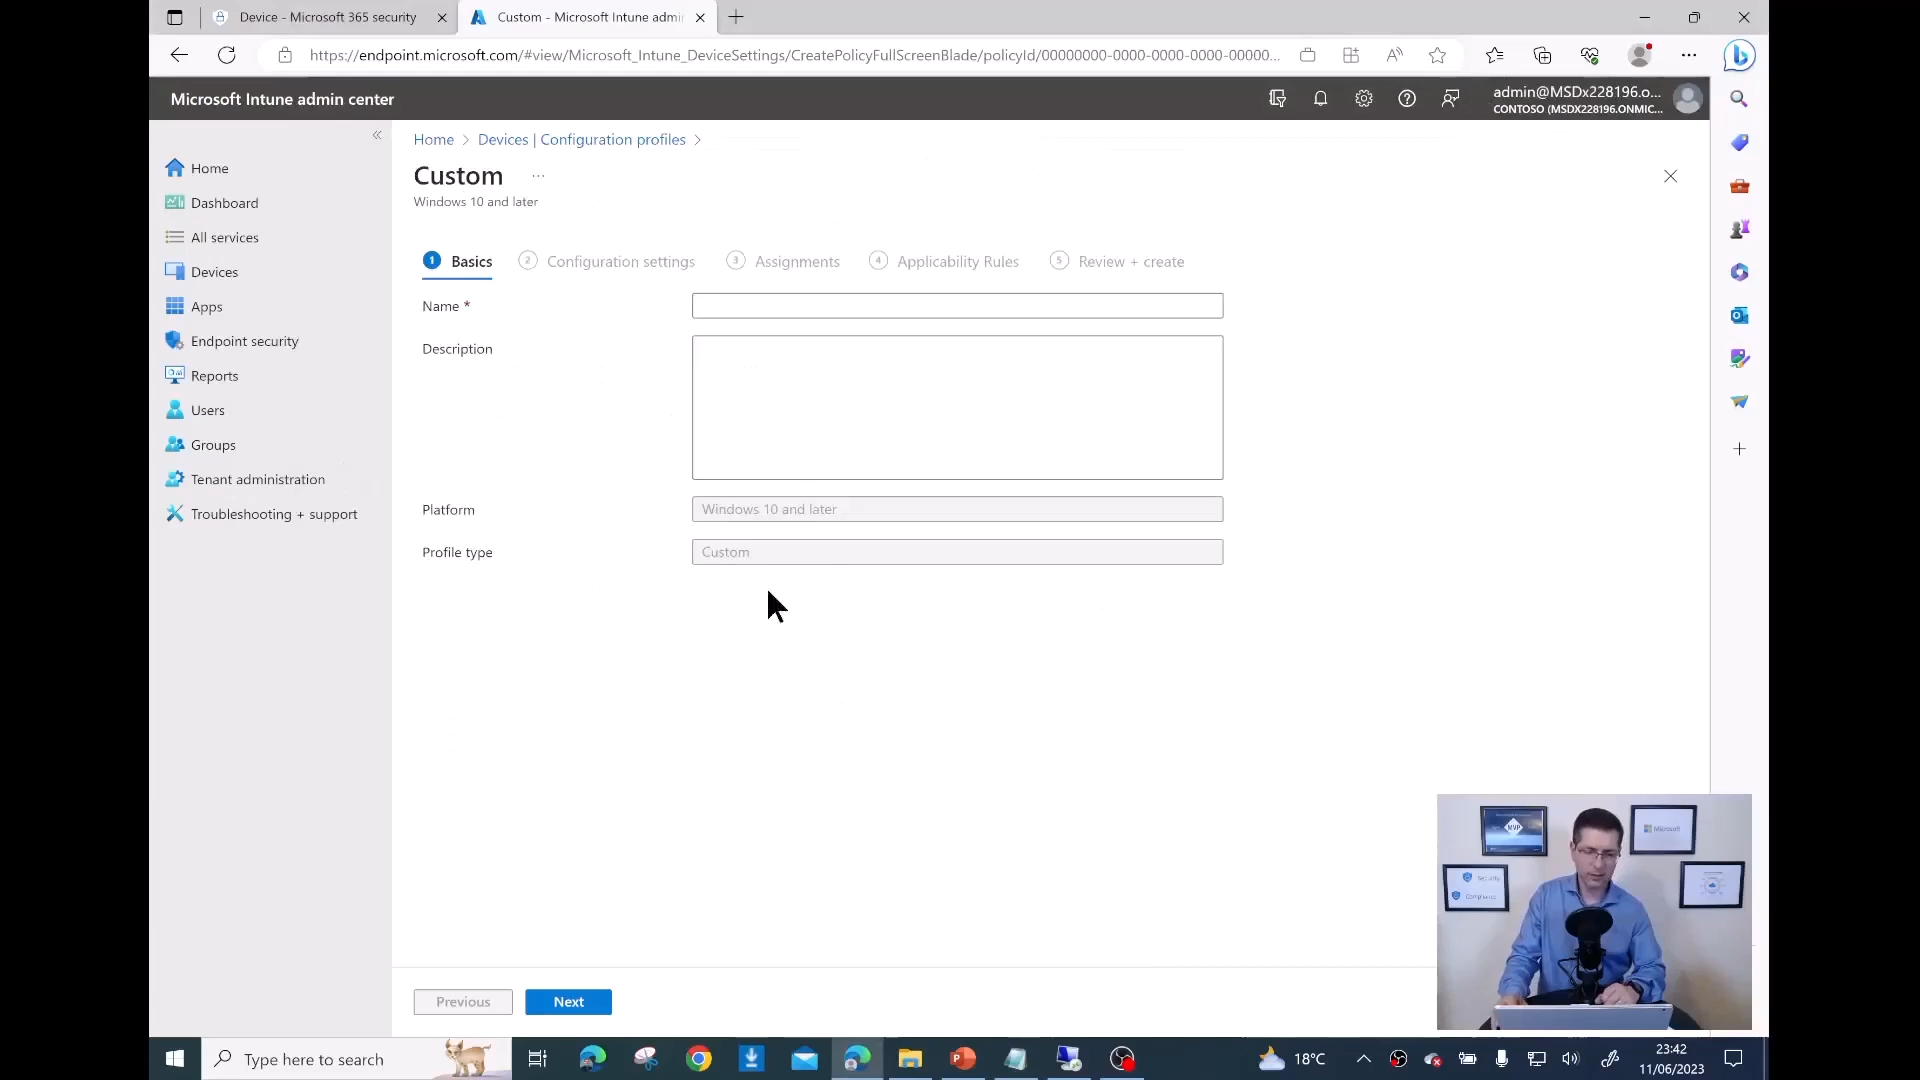 Device - Microsoft 365 security
Custom - Microsoft Intune admi
https://endpoint.microsoft.com/#view/Microsoft_Intune_DeviceSettings/CreatePolicyFullScreenBlade/policyId/00000000-0000-0000-0000-00000...
Microsoft Intune admin center
admin@MSDx228196.o...
CONTOSO (MSDX228196.ONMIC...
Home
Dashboard
All services
Devices
Apps
Endpoint security
Reports
Users
Groups
Tenant administration
Troubleshooting + support
Home > Devices | Configuration profiles >
Custom ...
Windows 10 and later
1 Basics 2 Configuration settings 3 Assignments 4 Applicability Rules 5 Review + create
Name *
Description
Platform Windows 10 and later
Profile type Custom
Previous Next
MVP
Microsoft
Security
Compliance
Type here to search
18°C
23:42
11/06/2023